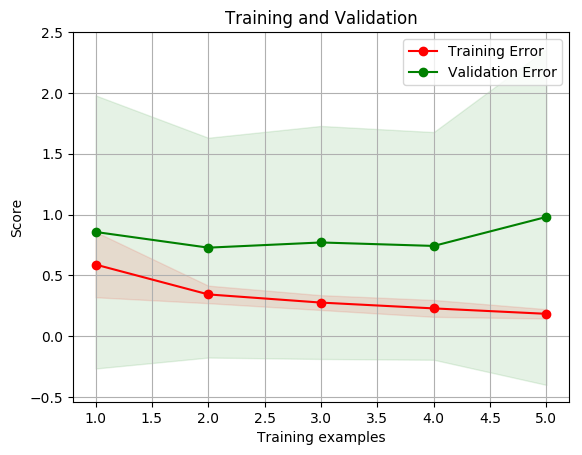 Training and Validation
Training Error
Validation Error
2.5
2.0
1.5
1.0
0.5
0.0
−0.5
Score
1.0 1.5 2.0 2.5 3.0 3.5 4.0 4.5 5.0
Training examples